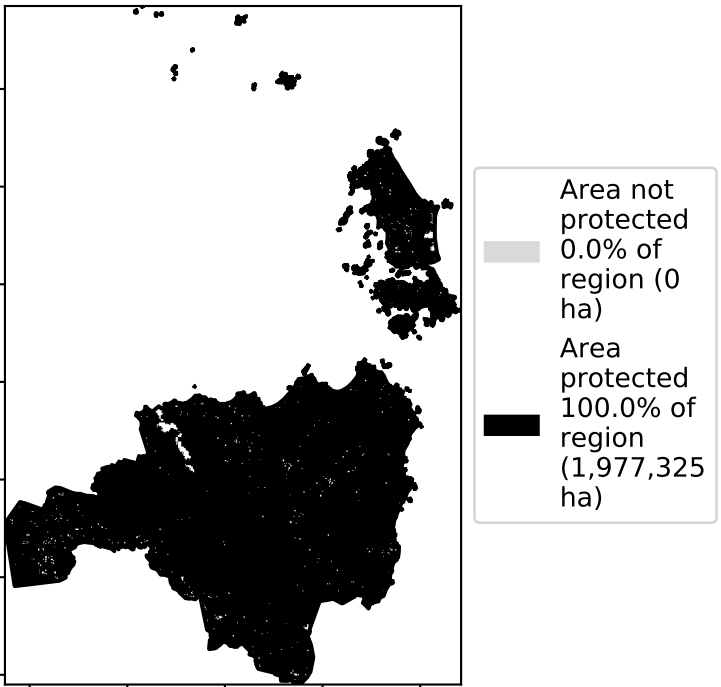 Area not
protected
0.0% of
region (0
ha)
Area
protected
100.0% of
region
(1,977,325
ha)